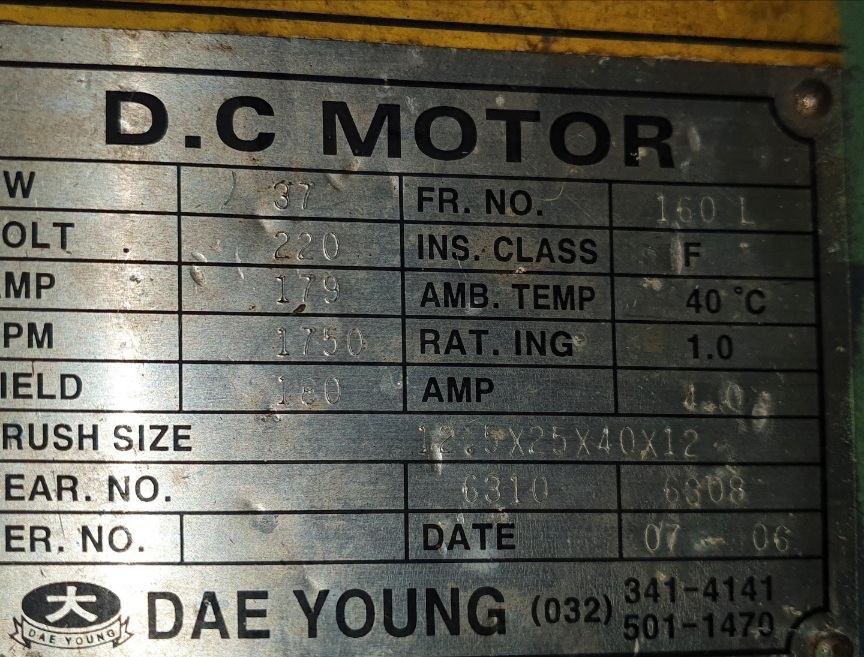 D.C MOTOR
W 37 FR. NO. 160 L
OLT 220 INS. CLASS F
MP 179 AMB. TEMP 40 °C
PM 1750 RAT. ING 1.0
IELD AMP 4.0
RUSH SIZE 12.5X25X40X12
EAR. NO. 6310 6308
ER. NO. DATE 07 - 06
大 DAE YOUNG DAE YOUNG (032) 341-4141
501-1470